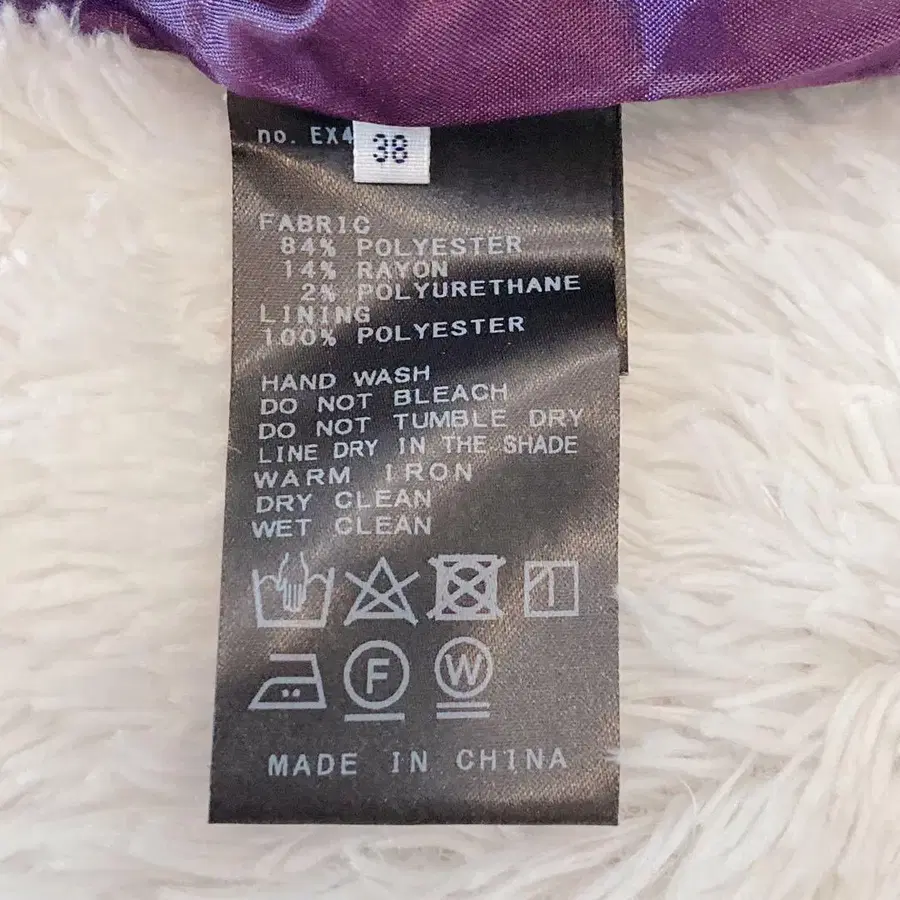 no. EX4
38
FABRIC
84% POLYESTER
14% RAYON
2% POLYURETHANE
LINING
100% POLYESTER
HAND WASH
DO NOT BLEACH
DO NOT TUMBLE DRY
LINE DRY IN THE SHADE
WARM IRON
DRY CLEAN
WET CLEAN
F W
MADE IN CHINA